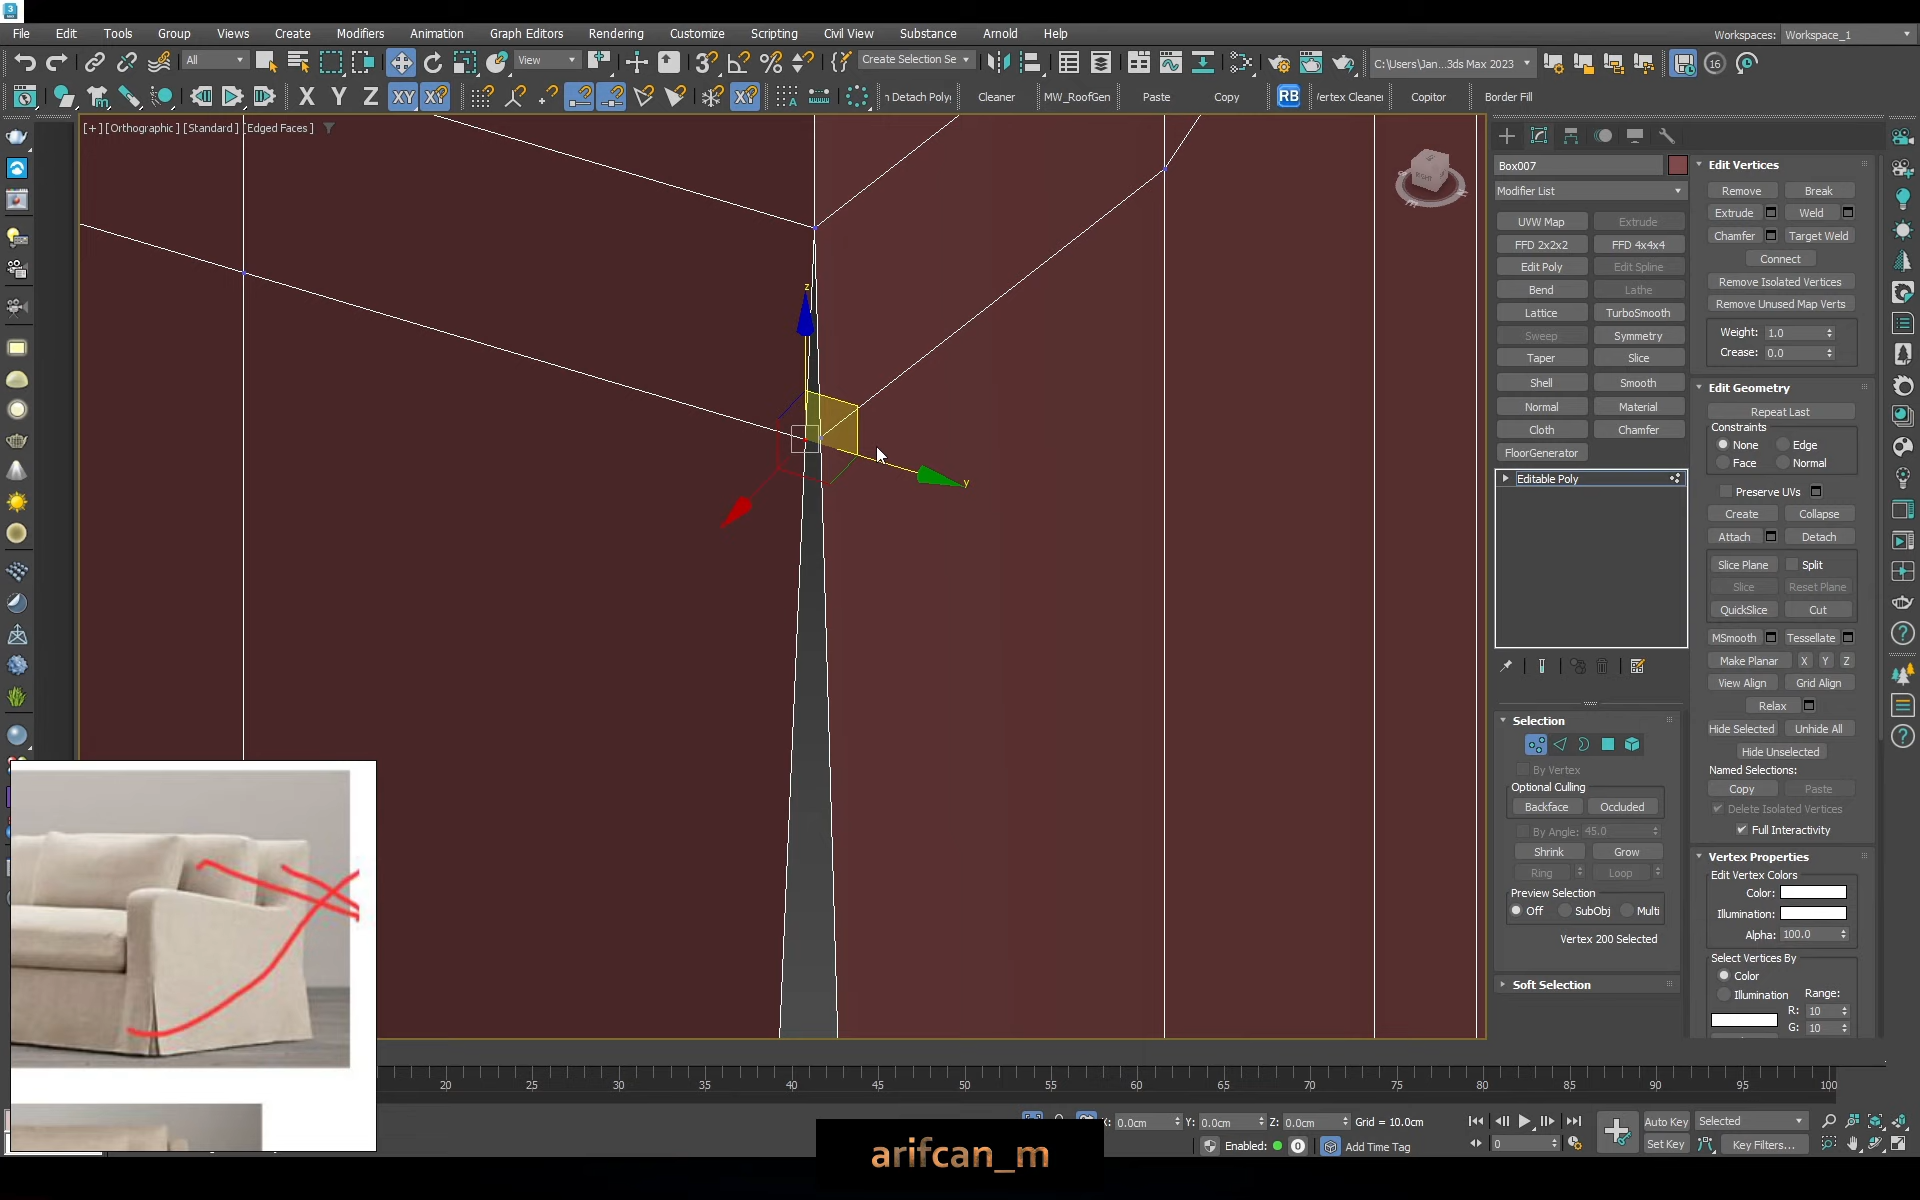 File Edit Tools Group Views Create Modifiers Animation Graph Editors Rendering Customize Scripting Civil View Substance Arnold Help Workspaces: Workspace_1
All View Create Selection Se C:\Users\Jan...3ds Max 2023 16
X Y Z XY XY Detach Poly Cleaner MW_RoofGen Paste Copy RB /ertex Cleane Copitor Border Fill
[+] [Orthographic] [Standard] [Edged Faces]
Box007
Modifier List
UVW Map Extrude
FFD 2x2x2 FFD 4x4x4
Edit Poly Edit Spline
Bend Lathe
Lattice TurboSmooth
Sweep Symmetry
Taper Slice
Shell Smooth
Normal Material
Cloth Chamfer
FloorGenerator
Editable Poly
Selection
By Vertex
Optional Culling
Backface Occluded
By Angle: 45.0
Shrink Grow
Ring Loop
Preview Selection
Off SubObj Multi
Vertex 200 Selected
Soft Selection
Edit Vertices
Remove Break
Extrude Weld
Chamfer Target Weld
Connect
Remove Isolated Vertices
Remove Unused Map Verts
Weight: 1.0
Crease: 0.0
Edit Geometry
Repeat Last
Constraints
None Edge
Face Normal
Preserve UVs
Create Collapse
Attach Detach
Slice Plane Split
Slice Reset Plane
QuickSlice Cut
MSmooth Tessellate
Make Planar X Y Z
View Align Grid Align
Relax
Hide Selected Unhide All
Hide Unselected
Named Selections:
Copy Paste
Delete Isolated Vertices
Full Interactivity
Vertex Properties
Edit Vertex Colors
Color:
Illumination:
Alpha: 100.0
Select Vertices By
Color
Illumination Range:
R: 10
G: 10
z
y
20 25 30 35 40 45 50 55 60 65 70 75 80 85 90 95 100
X: 0.0cm Y: 0.0cm Z: 0.0cm Grid = 10.0cm Auto Key Selected
Enabled: 0 Add Time Tag 0 Set Key Key Filters...
arifcan_m